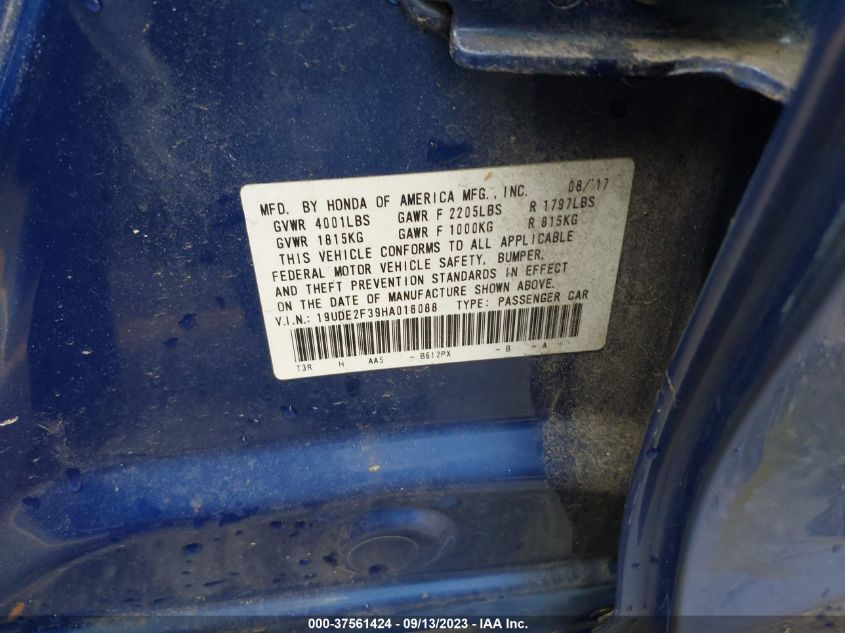 MFD. BY HONDA OF AMERICA MFG., INC. 08/17
GVWR 4001LBS GAWR F 2205LBS R 1797LBS
GVWR 1815KG GAWR F 1000KG R 815KG
THIS VEHICLE CONFORMS TO ALL APPLICABLE
FEDERAL MOTOR VEHICLE SAFETY, BUMPER,
AND THEFT PREVENTION STANDARDS IN EFFECT
ON THE DATE OF MANUFACTURE SHOWN ABOVE.
V.I.N.: 19UDE2F39HA016088 TYPE: PASSENGER CAR
T3R H AA5 - B612PX - B - A
000-37561424 - 09/13/2023 - IAA Inc.